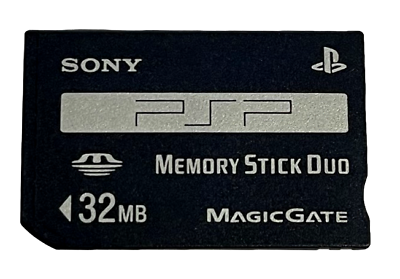 SONY
PSP
MEMORY STICK DUO
32MB
MAGICGATE